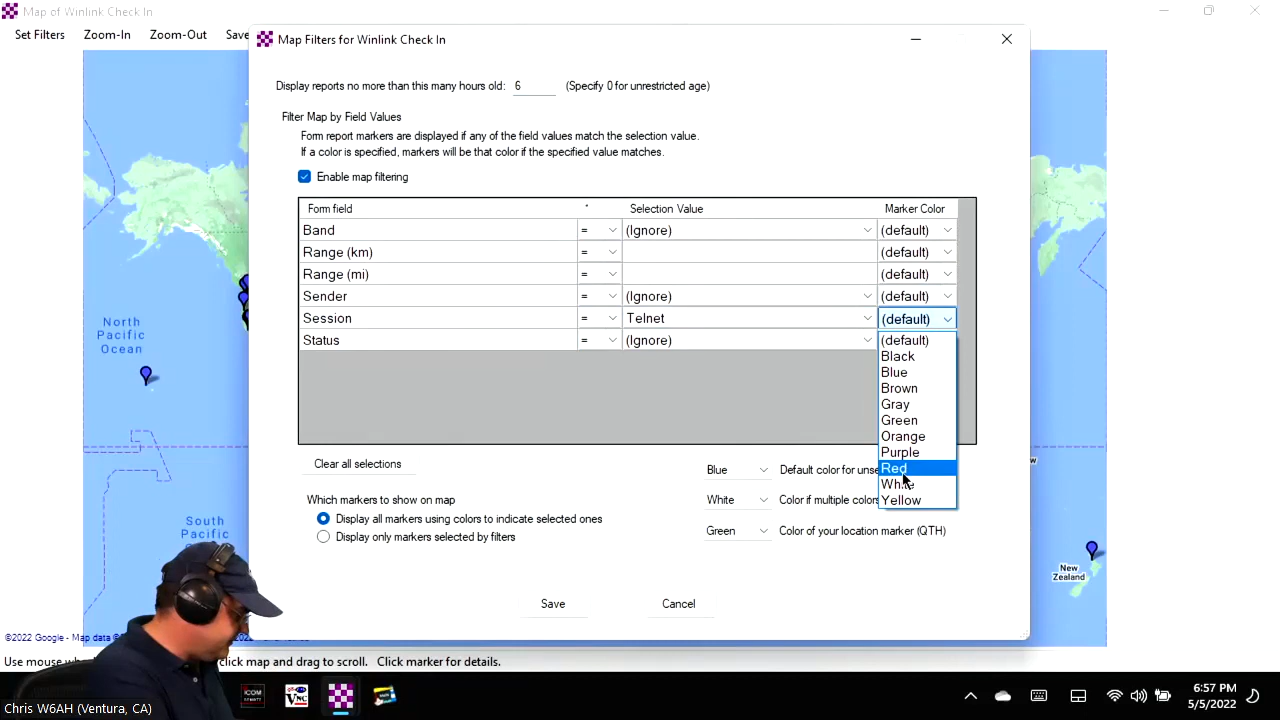 Map of Winlink Check In
Set Filters Zoom-In Zoom-Out Save
Map Filters for Winlink Check In
Display reports no more than this many hours old: 6 (Specify 0 for unrestricted age)
Filter Map by Field Values
Form report markers are displayed if any of the field values match the selection value.
If a color is specified, markers will be that color if the specified value matches.
Enable map filtering
Form field * Selection Value Marker Color
Band = (Ignore) (default)
Range (km) = (default)
Range (mi) = (default)
Sender = (Ignore) (default)
Session = Telnet (default)
Status = (Ignore) (default)
Black
Blue
Brown
Gray
Green
Orange
Purple
Red
White
Yellow
Clear all selections
Blue Default color for unse
Which markers to show on map
White Color if multiple colors
Display all markers using colors to indicate selected ones
Display only markers selected by filters
Green Color of your location marker (QTH)
Save Cancel
North
Pacific
Ocean
South
Pacific
New
Zealand
©2022 Google - Map data ©
Use mouse click map and drag to scroll. Click marker for details.
ICOM
VNC
6:57 PM
5/5/2022
Chris W6AH (Ventura, CA)